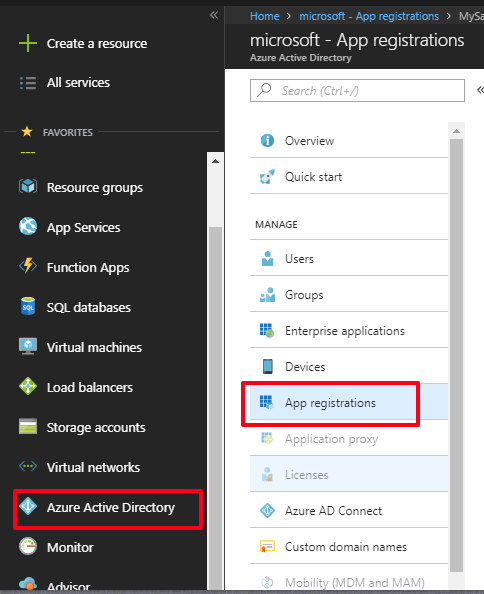 Create a resource
All services
FAVORITES
Resource groups
App Services
Function Apps
SQL databases
Virtual machines
Load balancers
Storage accounts
Virtual networks
Azure Active Directory
Monitor
Advisor
Home > microsoft - App registrations > MySa
microsoft - App registrations
Azure Active Directory
Search (Ctrl+/)
Overview
Quick start
MANAGE
Users
Groups
Enterprise applications
Devices
App registrations
Application proxy
Licenses
Azure AD Connect
Custom domain names
Mobility (MDM and MAM)